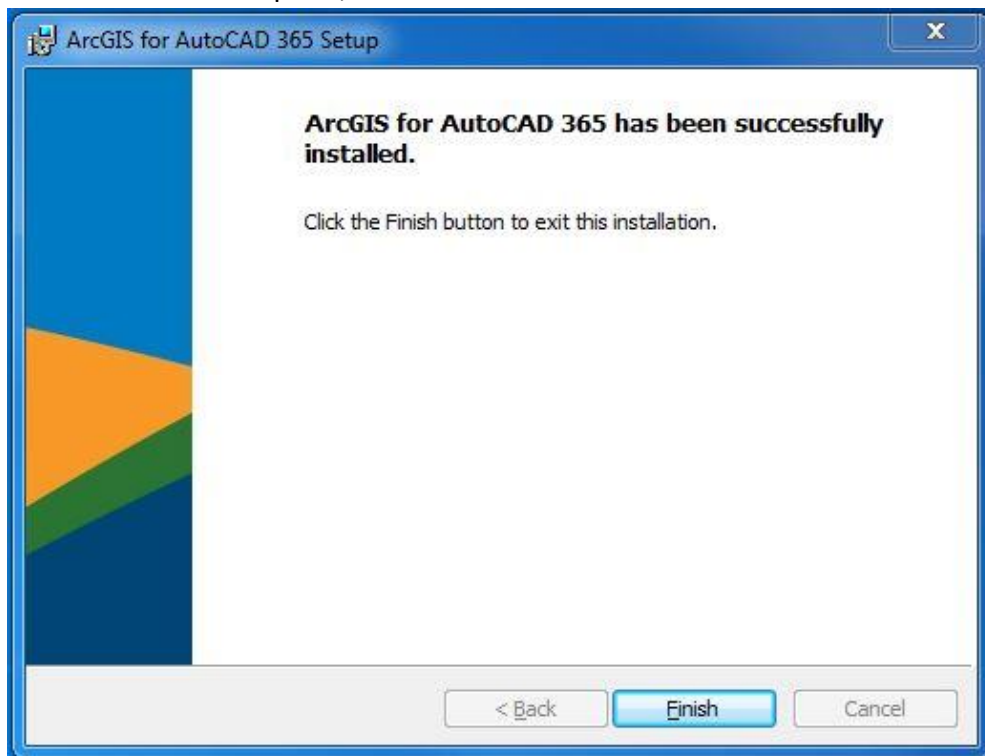 ArcGIS for AutoCAD 365 Setup
X
ArcGIS for AutoCAD 365 has been successfully
installed.
Click the Finish button to exit this installation.
< Back Finish Cancel